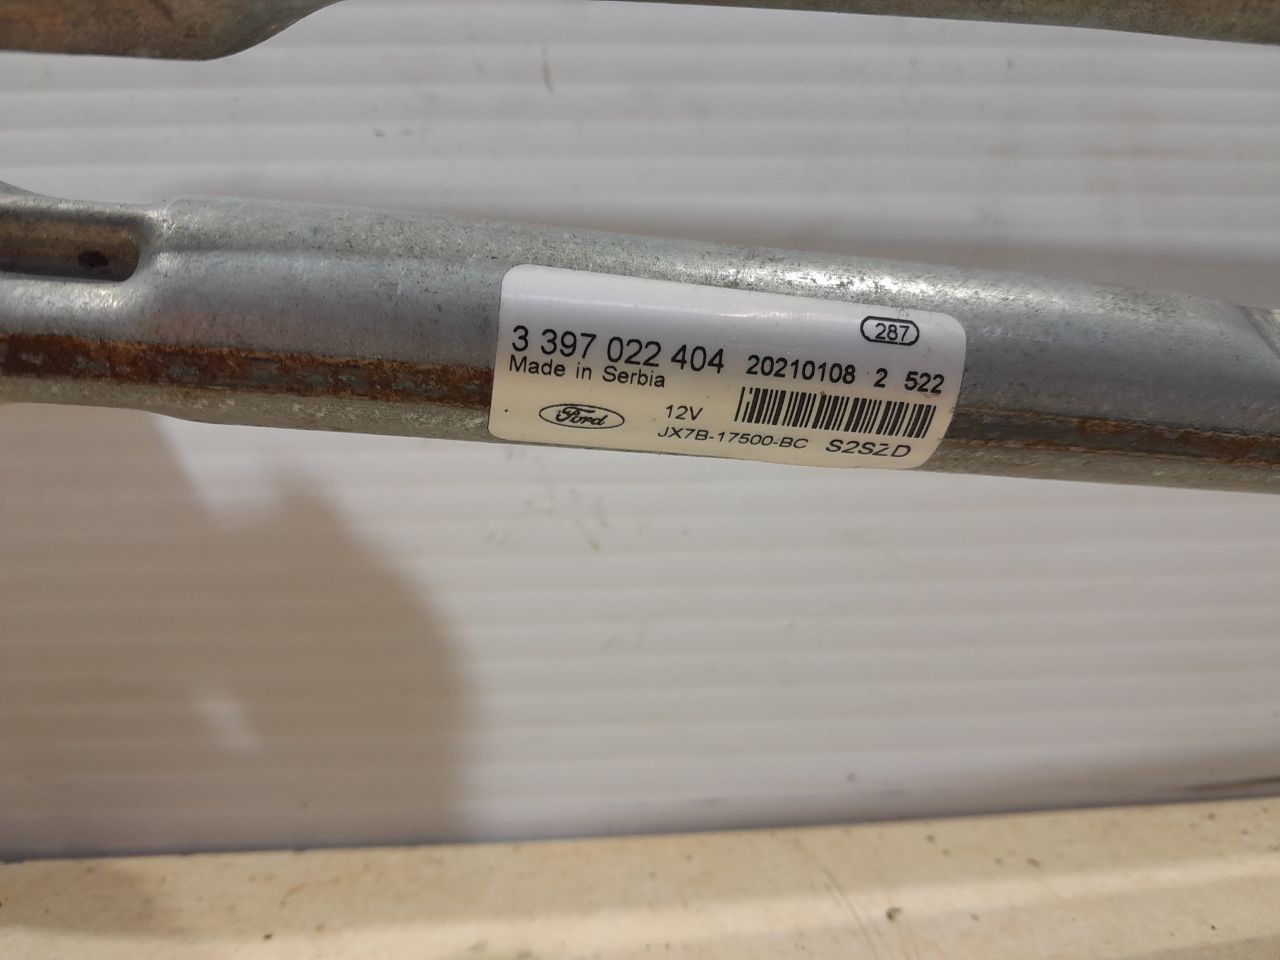 287
3 397 022 404 20210108 2 522
Made in Serbia
Ford 12V
JX7B-17500-BC S2SZD